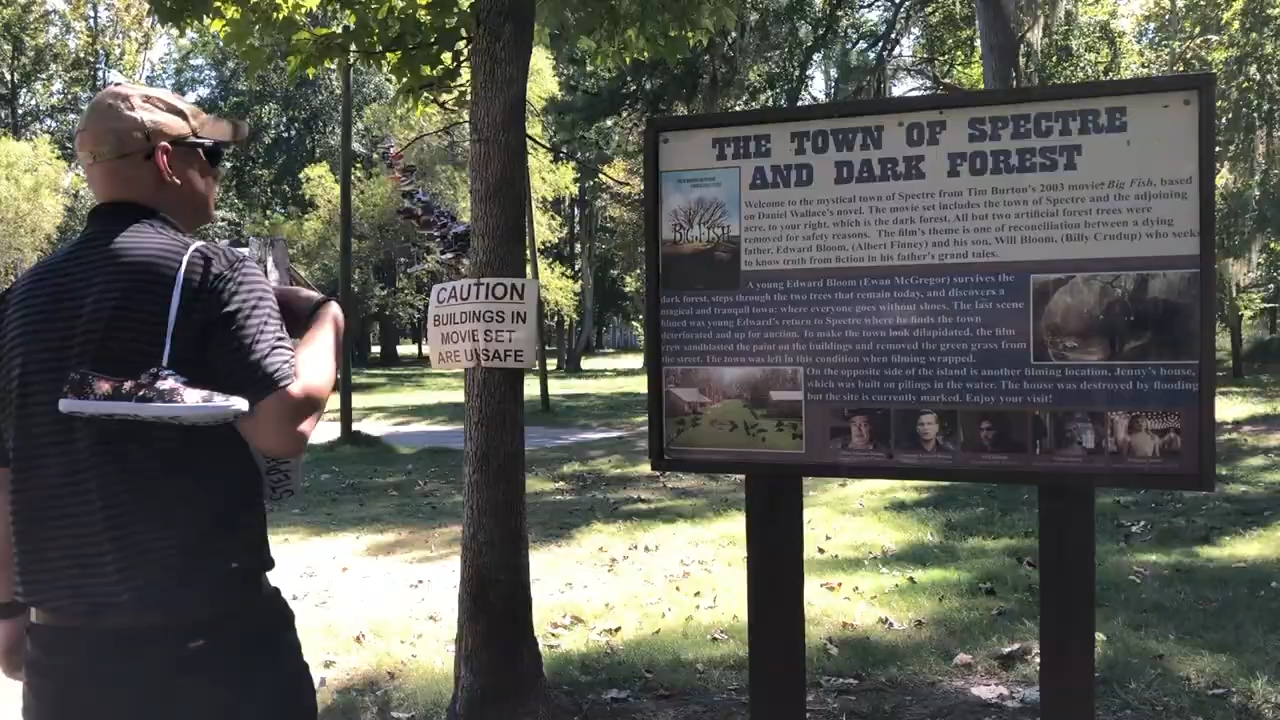 THE TOWN OF SPECTRE
AND DARK FOREST
BIG FISH
Welcome to the mystical town of Spectre from Tim Burton's 2003 movie Big Fish, based
on Daniel Wallace's novel. The movie set includes the town of Spectre and the adjoining
acre, to your right, which is the dark forest. All but two artificial forest trees were
removed for safety reasons. The film's theme is one of reconciliation between a dying
father, Edward Bloom, (Albert Finney) and his son, Will Bloom, (Billy Crudup) who seeks
to know truth from fiction in his father's grand tales.
A young Edward Bloom (Ewan McGregor) survives the
dark forest, steps through the two trees that remain today, and discovers a
magical and tranquil town: where everyone goes without shoes. The last scene
filmed was young Edward's return to Spectre where he finds the town
deteriorated and up for auction. To make the town look dilapidated, the film
crew sandblasted the paint on the buildings and removed the green grass from
the street. The town was left in this condition when filming wrapped.
On the opposite side of the island is another filming location, Jenny's house,
which was built on pilings in the water. The house was destroyed by flooding
but the site is currently marked. Enjoy your visit!
CAUTION
BUILDINGS IN
MOVIE SET
ARE UNSAFE